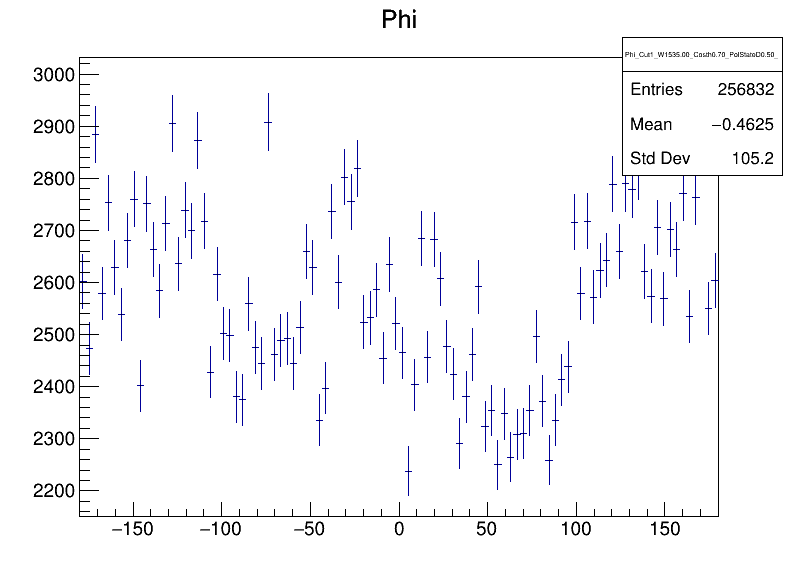 Phi
Phi_Cut1_W1535.00_Costh0.70_PolStateD0.50_
Entries 256832
Mean −0.4625
Std Dev 105.2
3000
2900
2800
2700
2600
2500
2400
2300
2200
−150 −100 −50 0 50 100 150